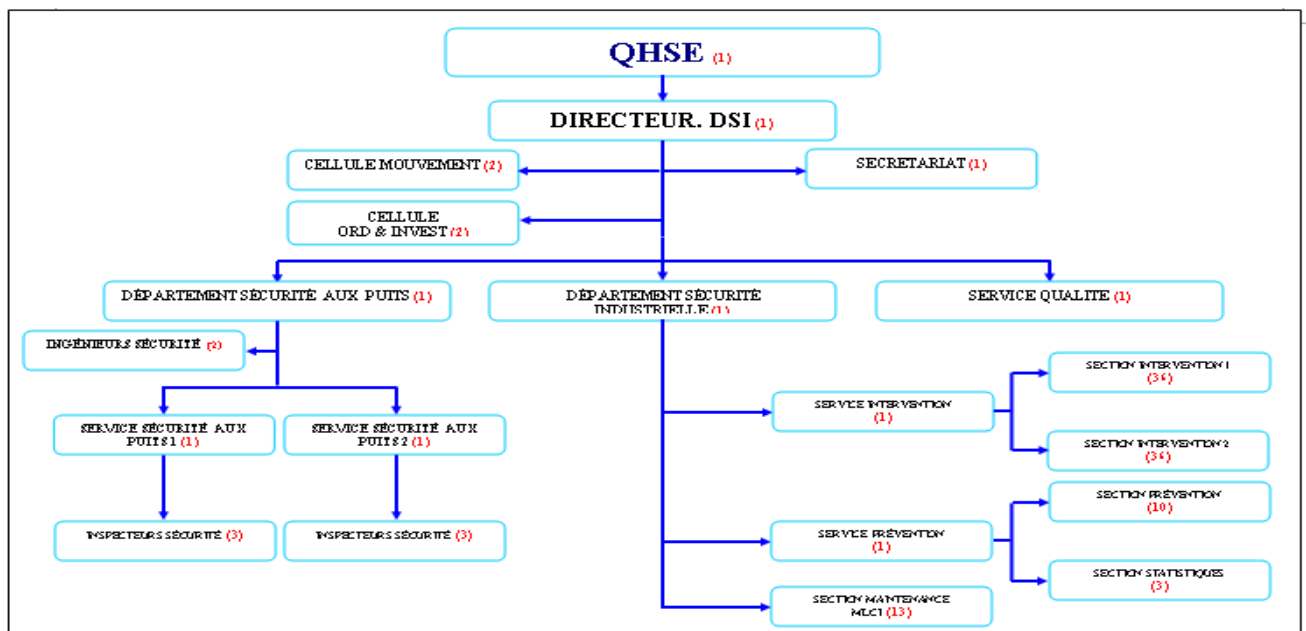 QHSE (1)
DIRECTEUR. DSI (1)
CELLULE MOUVEMENT (2)
SECRETARIAT (1)
CELLULE
ORD & INVEST (2)
DÉPARTEMENT SÉCURITÉ AUX PUITS (1)
DÉPARTEMENT SÉCURITÉ
INDUSTRIELLE (1)
SERVICE QUALITE (1)
INGÉNIEURS SÉCURITÉ (2)
SECTION INTERVENTION 1
(36)
SERVICE INTERVENTION
(1)
SERVICE SÉCURITÉ AUX
PUITS 1 (1)
SERVICE SÉCURITÉ AUX
PUITS 2 (1)
SECTION INTERVENTION 2
(36)
SECTION PRÉVENTION
(10)
INSPECTEURS SÉCURITÉ (3)
INSPECTEURS SÉCURITÉ (3)
SERVICE PRÉVENTION
(1)
SECTION STATISTIQUES
(3)
SECTION MAINTENANCE
MLCI (13)